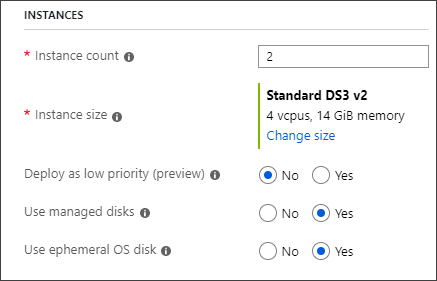 INSTANCES
* Instance count
2
* Instance size
Standard DS3 v2
4 vcpus, 14 GiB memory
Change size
Deploy as low priority (preview) No Yes
Use managed disks No Yes
Use ephemeral OS disk No Yes